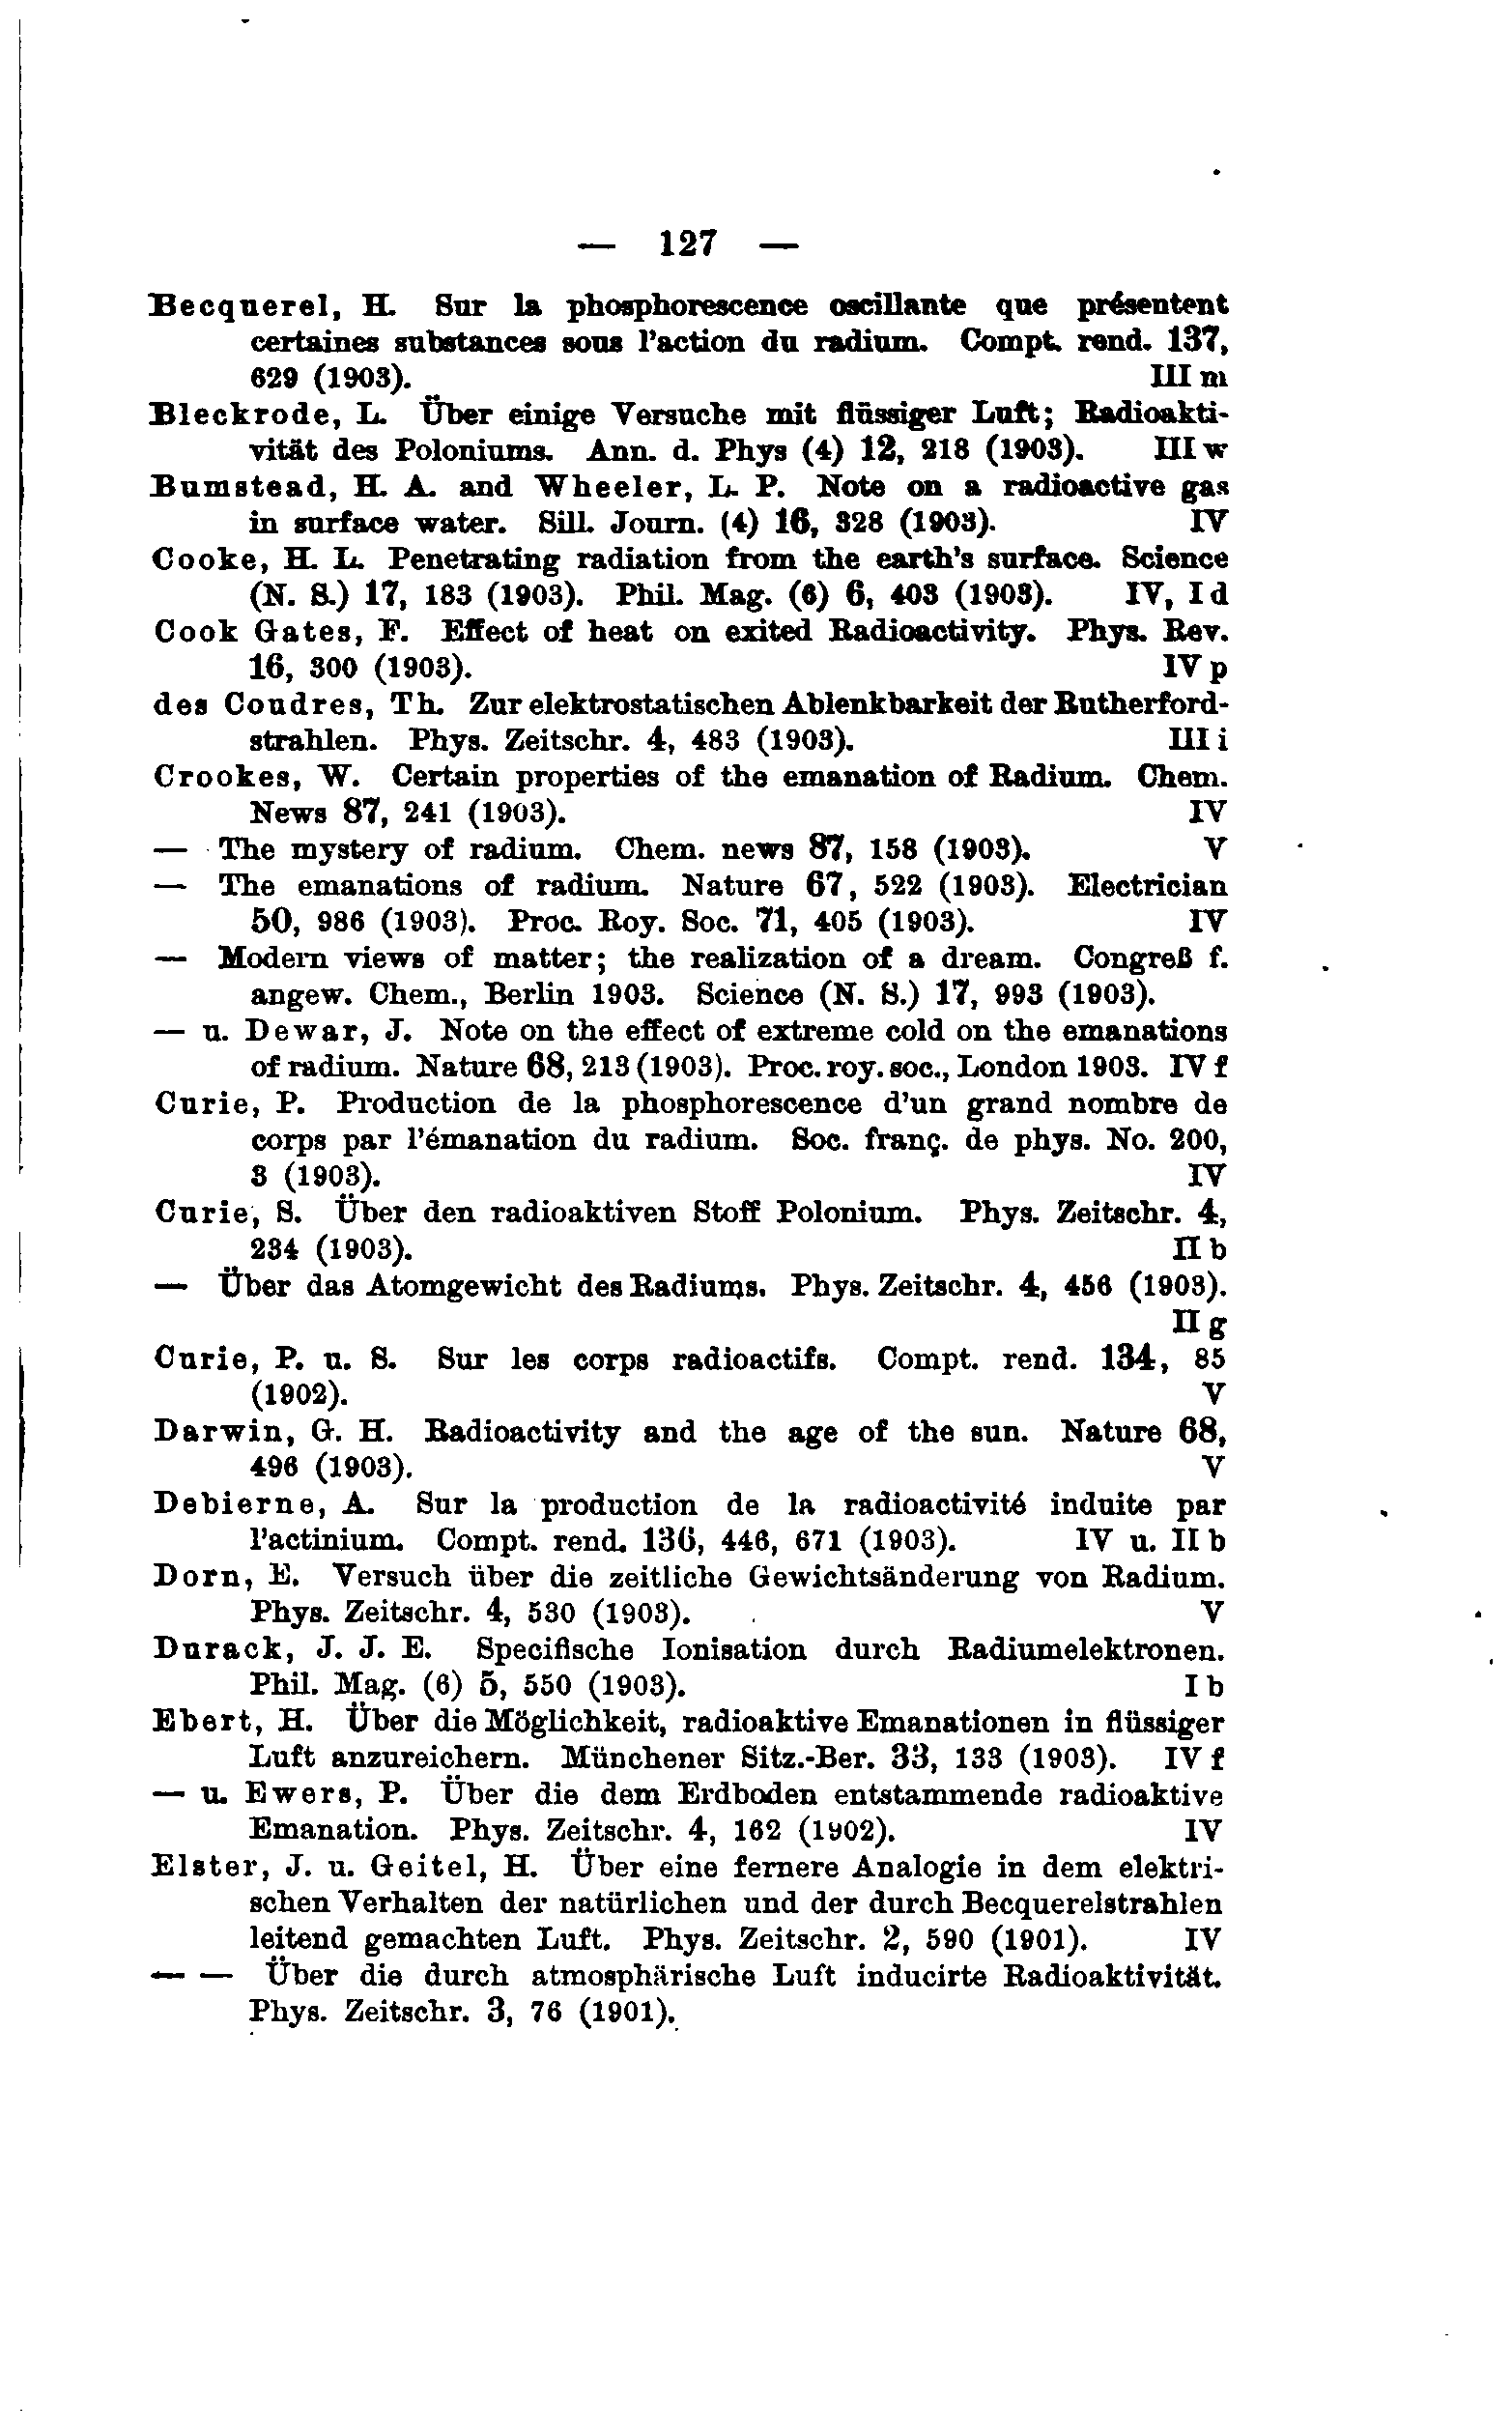 — 127 —
Becquerel, H. Sur la phosphorescence oscillante que présentent
certaines substances sous l'action du radium. Compt. rend. 137,
629 (1903). III m
Bleckrode, L. Über einige Versuche mit flüssiger Luft; Radioakti-
vität des Poloniums. Ann. d. Phys (4) 12, 218 (1903). III w
Bumstead, H. A. and Wheeler, L. P. Note on a radioactive gas
in surface water. Sill. Journ. (4) 16, 328 (1903). IV
Cooke, H. L. Penetrating radiation from the earth's surface. Science
(N. S.) 17, 183 (1903). Phil. Mag. (6) 6, 403 (1903). IV, I d
Cook Gates, F. Effect of heat on exited Radioactivity. Phys. Rev.
16, 300 (1903). IV p
des Coudres, Th. Zur elektrostatischen Ablenkbarkeit der Rutherford-
strahlen. Phys. Zeitschr. 4, 483 (1903). III i
Crookes, W. Certain properties of the emanation of Radium. Chem.
News 87, 241 (1903). IV
— The mystery of radium. Chem. news 87, 158 (1903). V
— The emanations of radium. Nature 67, 522 (1903). Electrician
50, 986 (1903). Proc. Roy. Soc. 71, 405 (1903). IV
— Modern views of matter; the realization of a dream. Congreß f.
angew. Chem., Berlin 1903. Science (N. S.) 17, 993 (1903).
— u. Dewar, J. Note on the effect of extreme cold on the emanations
of radium. Nature 68, 213 (1903). Proc. roy. soc., London 1903. IV f
Curie, P. Production de la phosphorescence d'un grand nombre de
corps par l'émanation du radium. Soc. franç. de phys. No. 200,
3 (1903). IV
Curie, S. Über den radioaktiven Stoff Polonium. Phys. Zeitschr. 4,
234 (1903). II b
— Über das Atomgewicht des Radiums. Phys. Zeitschr. 4, 456 (1903).
II g
Curie, P. u. S. Sur les corps radioactifs. Compt. rend. 134, 85
(1902). V
Darwin, G. H. Radioactivity and the age of the sun. Nature 68,
496 (1903). V
Debierne, A. Sur la production de la radioactivité induite par
l'actinium. Compt. rend. 136, 446, 671 (1903). IV u. II b
Dorn, E. Versuch über die zeitliche Gewichtsänderung von Radium.
Phys. Zeitschr. 4, 530 (1903). V
Durack, J. J. E. Specifische Ionisation durch Radiumelektronen.
Phil. Mag. (6) 5, 550 (1903). I b
Ebert, H. Über die Möglichkeit, radioaktive Emanationen in flüssiger
Luft anzureichern. Münchener Sitz.-Ber. 33, 133 (1903). IV f
— u. Ewers, P. Über die dem Erdboden entstammende radioaktive
Emanation. Phys. Zeitschr. 4, 162 (1902). IV
Elster, J. u. Geitel, H. Über eine fernere Analogie in dem elektri-
schen Verhalten der natürlichen und der durch Becquerelstrahlen
leitend gemachten Luft. Phys. Zeitschr. 2, 590 (1901). IV
— — Über die durch atmosphärische Luft inducirte Radioaktivität.
Phys. Zeitschr. 3, 76 (1901).